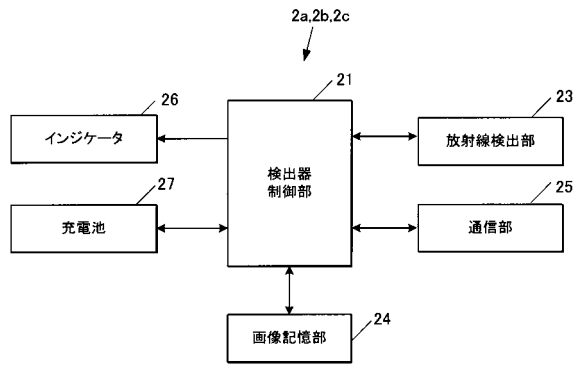 2a,2b,2c
21
26
インジケータ
23
放射線検出部
検出器
制御部
27
充電池
25
通信部
画像記憶部
24